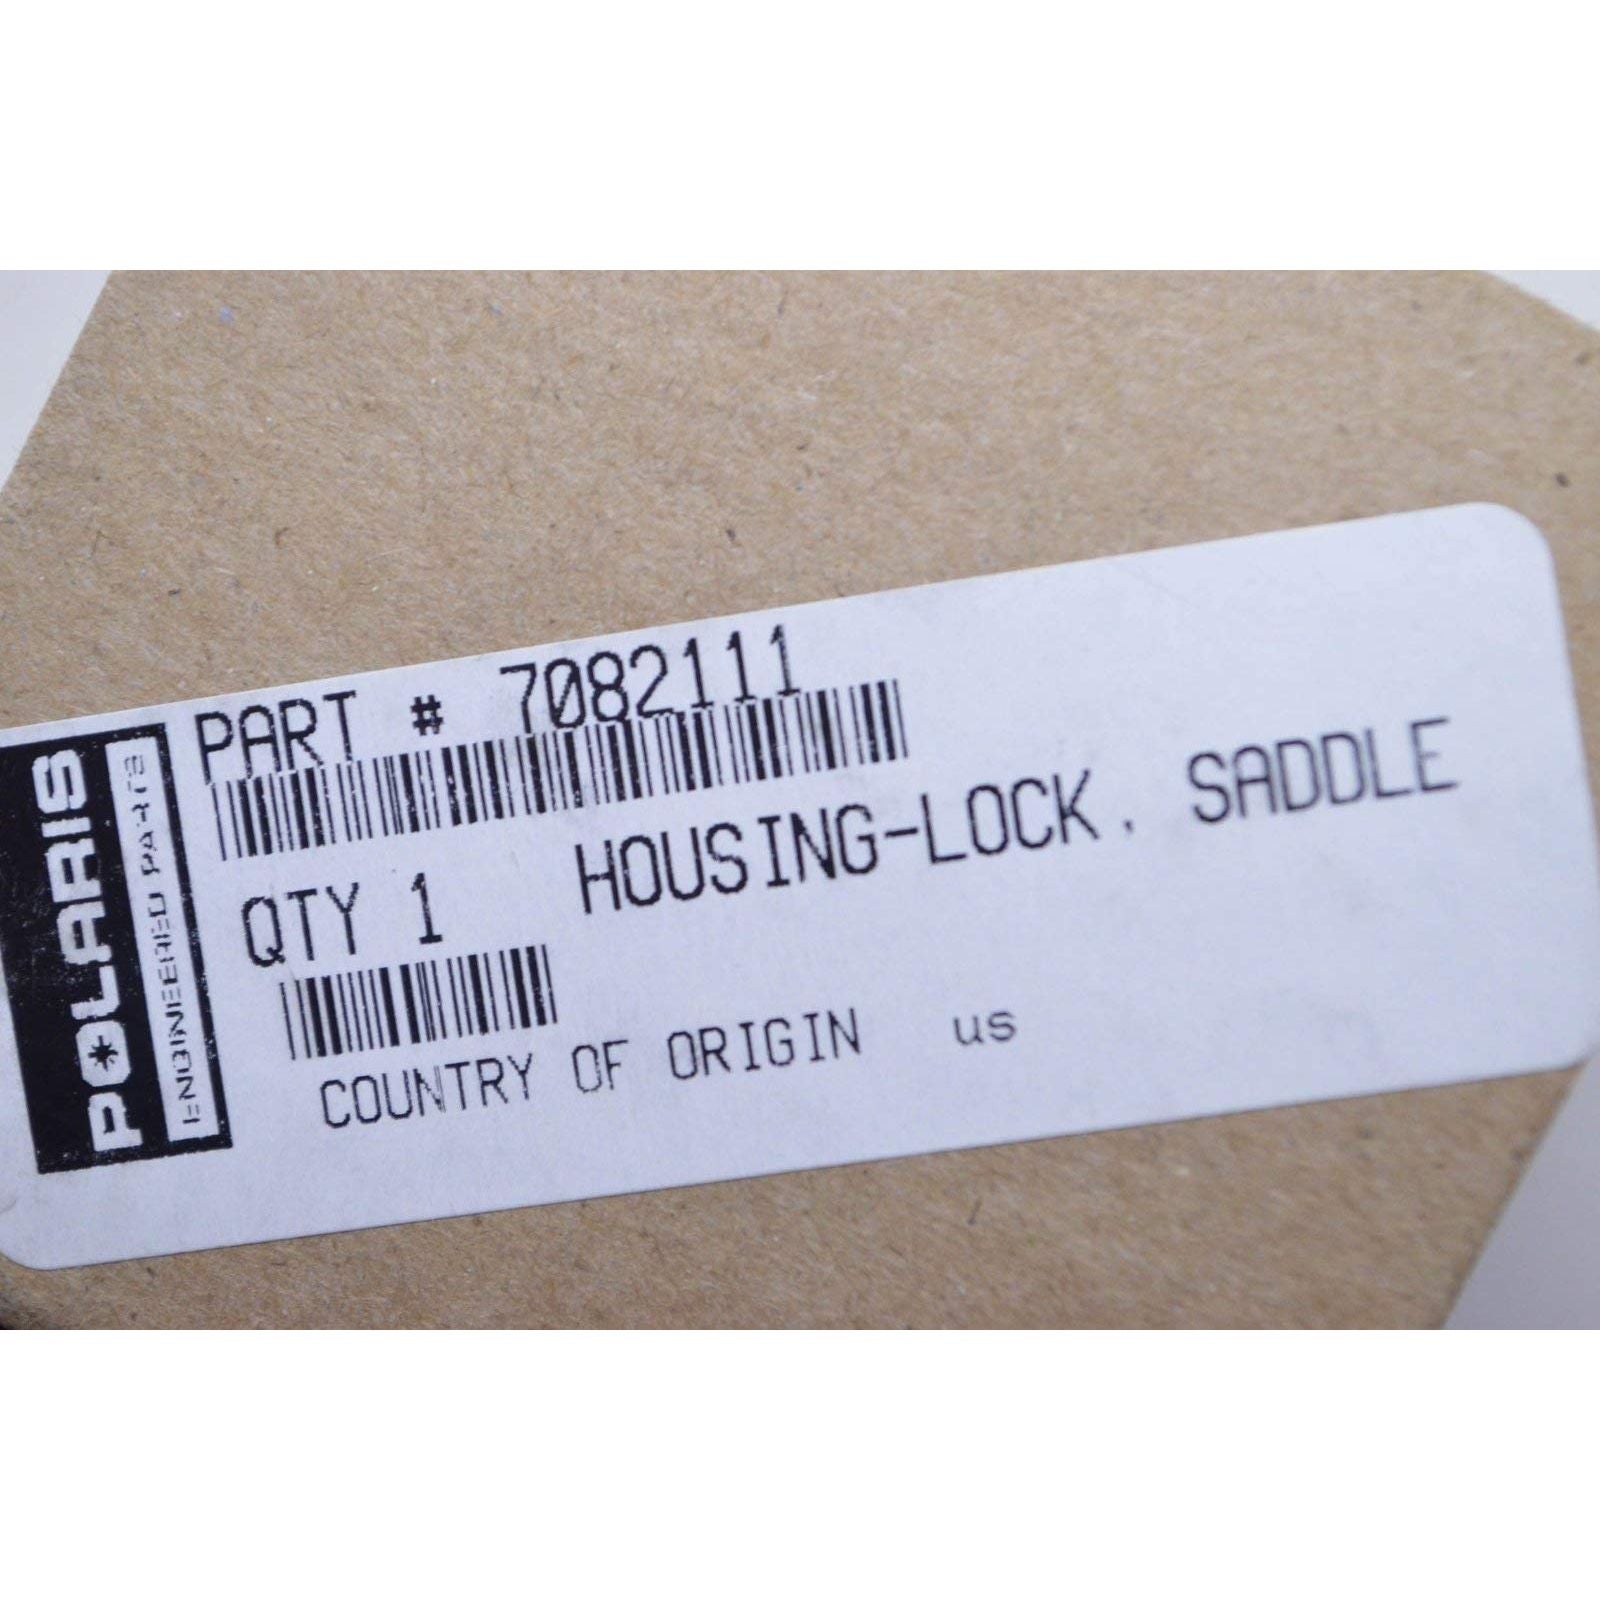 POLARIS
ENGINEERED PARTS
PART # 7082111
QTY 1 HOUSING-LOCK, SADDLE
COUNTRY OF ORIGIN us